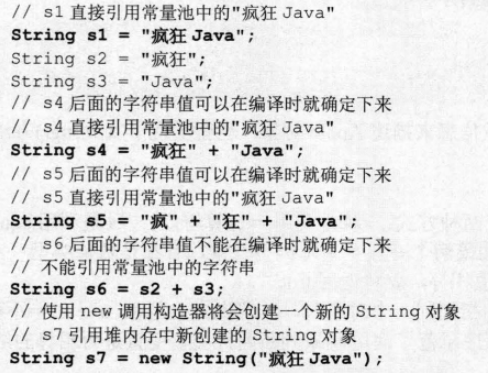 // s1 直接引用常量池中的"疯狂 Java"
String s1 = "疯狂 Java";
String s2 = "疯狂";
String s3 = "Java";
// s4 后面的字符串值可以在编译时就确定下来
// s4 直接引用常量池中的"疯狂 Java"
String s4 = "疯狂" + "Java";
// s5 后面的字符串值可以在编译时就确定下来
// s5 直接引用常量池中的"疯狂 Java"
String s5 = "疯" + "狂" + "Java";
// s6 后面的字符串值不能在编译时就确定下来
// 不能引用常量池中的字符串
String s6 = s2 + s3;
// 使用 new 调用构造器将会创建一个新的 String 对象
// s7 引用堆内存中新创建的 String 对象
String s7 = new String("疯狂 Java");